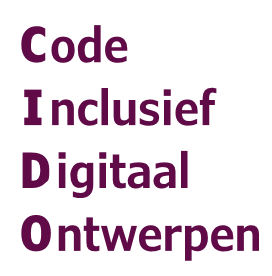 Code
Inclusief
Digitaal
Ontwerpen